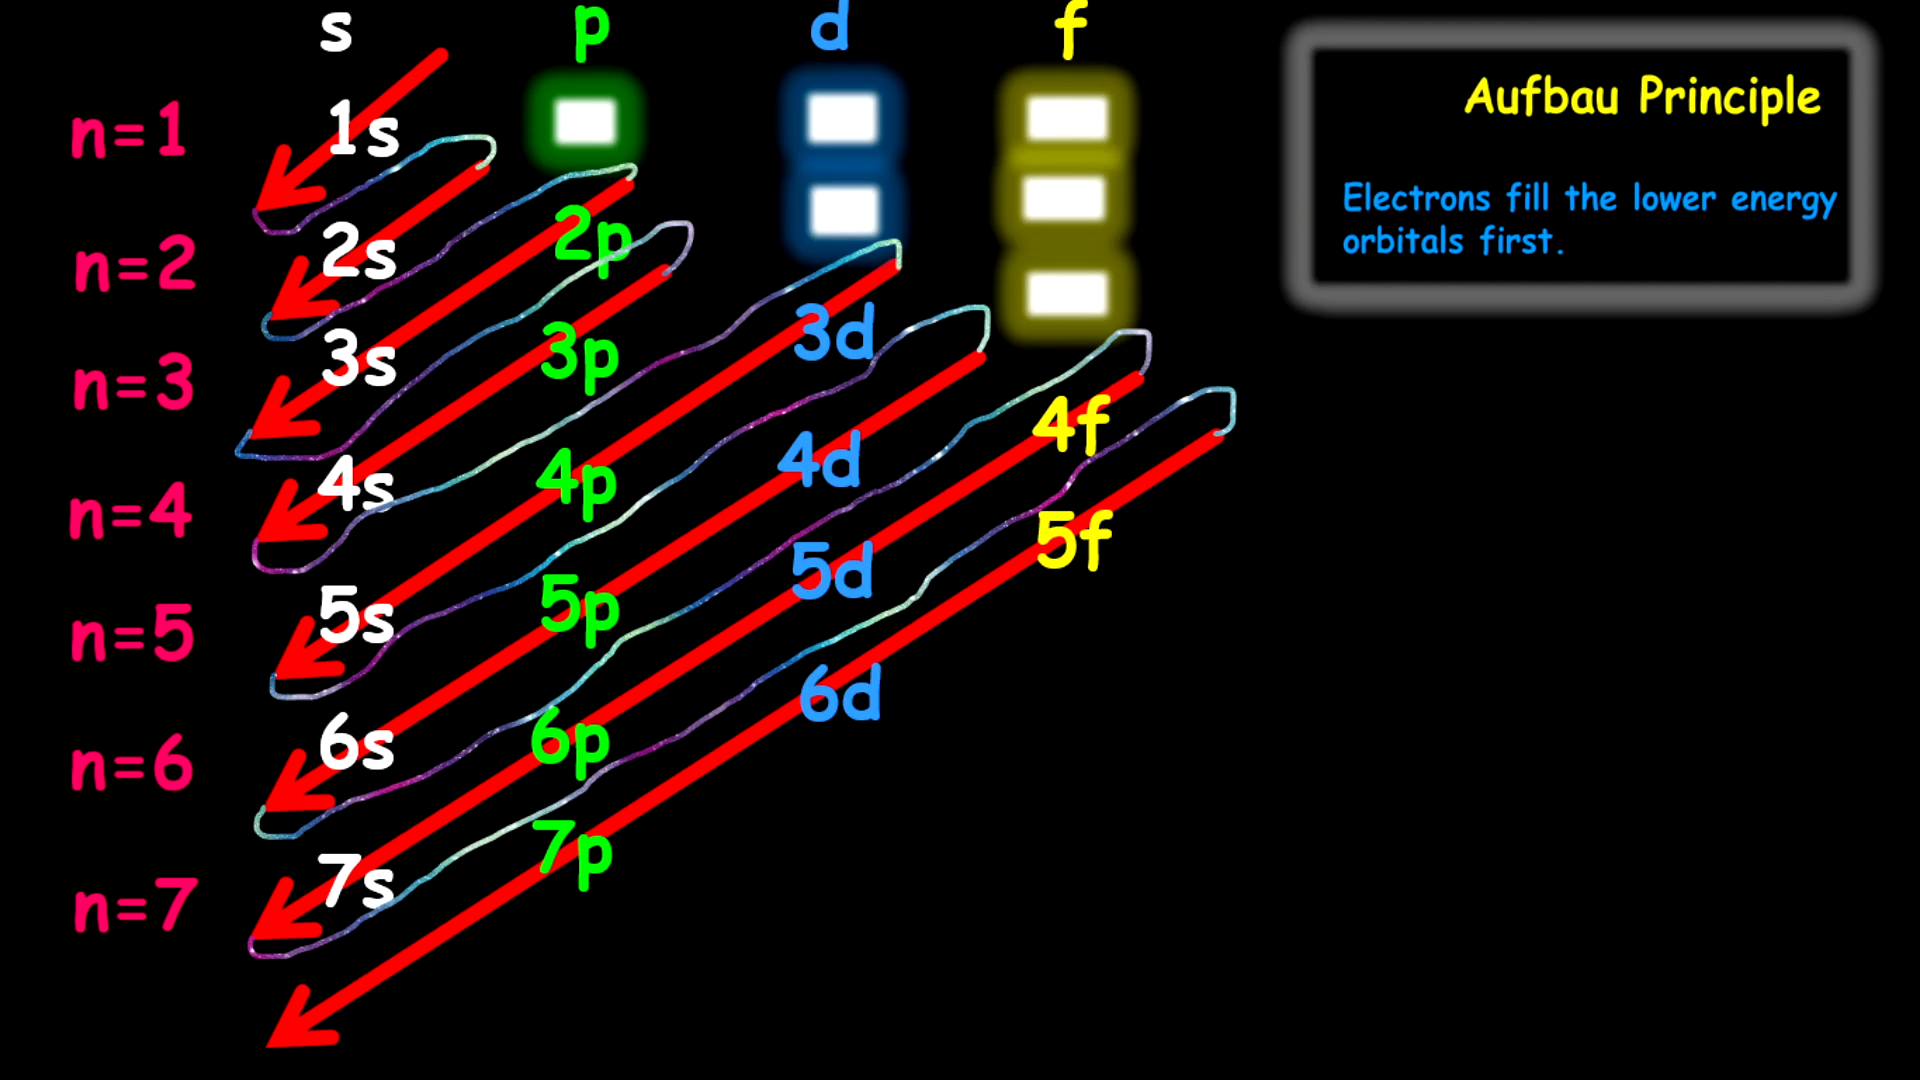 s p d f
n=1 1s
n=2 2s 2p
n=3 3s 3p 3d
n=4 4s 4p 4d 4f
n=5 5s 5p 5d 5f
n=6 6s 6p 6d
n=7 7s 7p
Aufbau Principle
Electrons fill the lower energy
orbitals first.